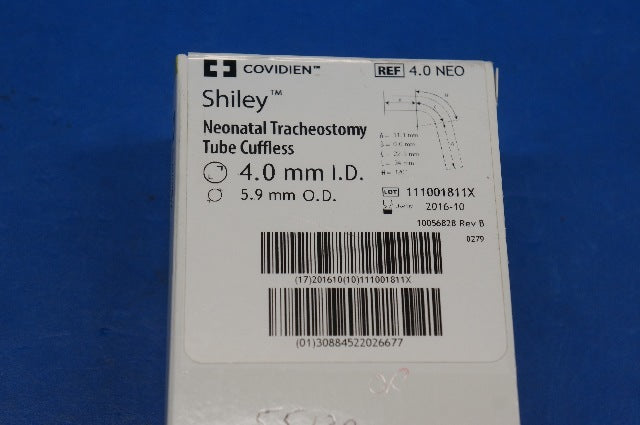 COVIDIEN™
REF 4.0 NEO
Shiley™
Neonatal Tracheostomy
Tube Cuffless
4.0 mm I.D.
5.9 mm O.D.
LOT 111001811X
2016-10
10056828 Rev B
0279
(17)201610(10)111001811X
(01)30884522026677